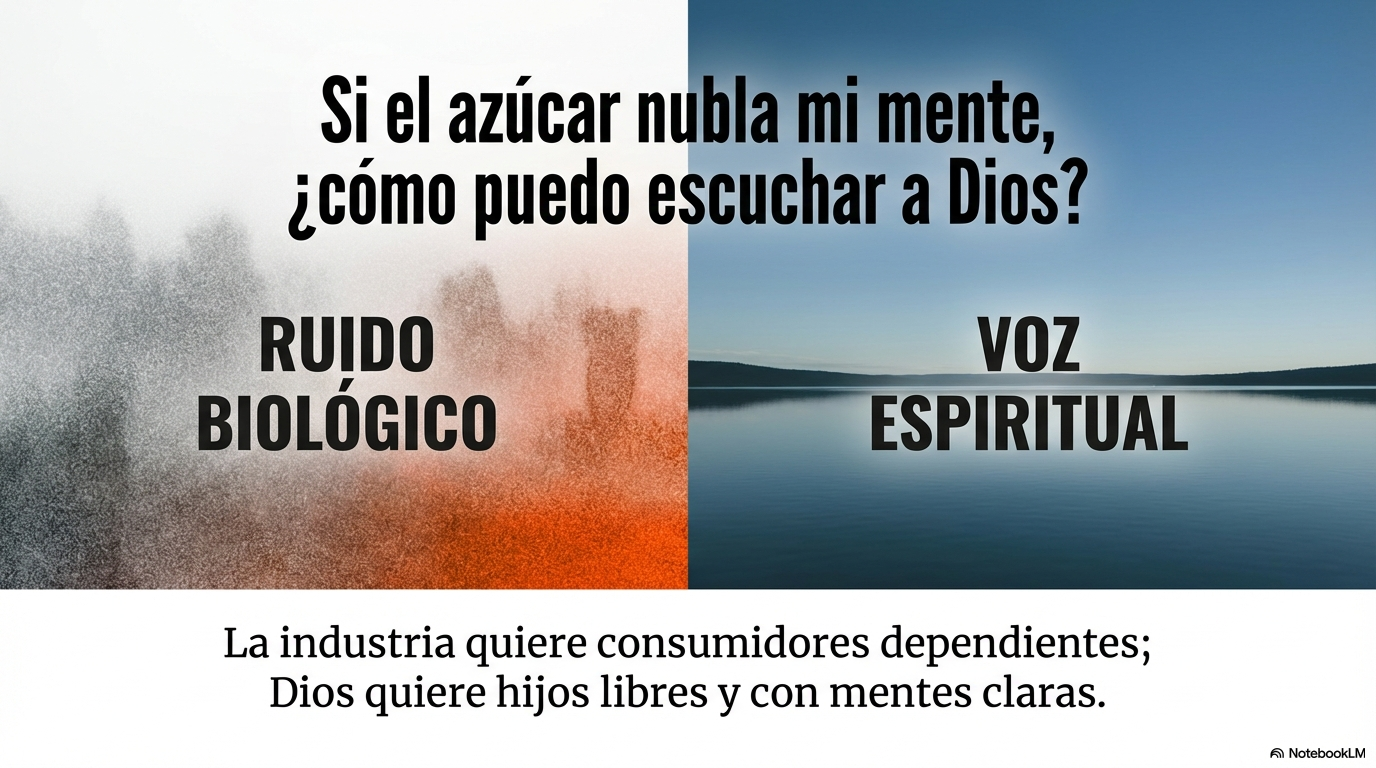 Si el azúcar nubla mi mente,
¿cómo puedo escuchar a Dios?
RUIDO
BIOLÓGICO
VOZ
ESPIRITUAL
La industria quiere consumidores dependientes;
Dios quiere hijos libres y con mentes claras.
NotebookLM